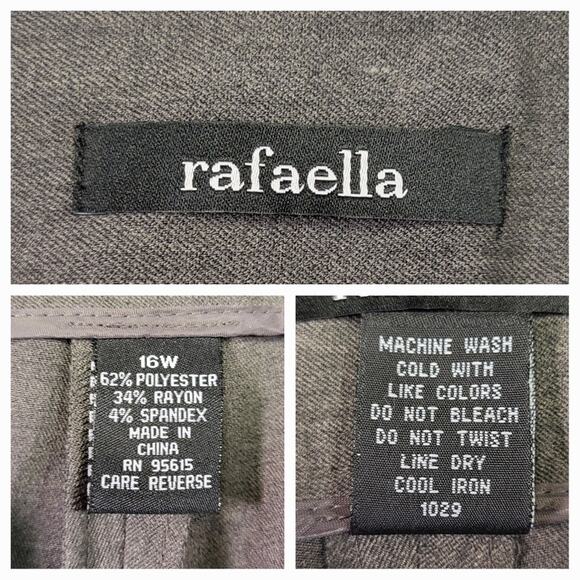 rafaella
16W
62% POLYESTER
34% RAYON
4% SPANDEX
MADE IN
CHINA
RN 95615
CARE REVERSE
MACHINE WASH
COLD WITH
LIKE COLORS
DO NOT BLEACH
DO NOT TWIST
LINE DRY
COOL IRON
1029